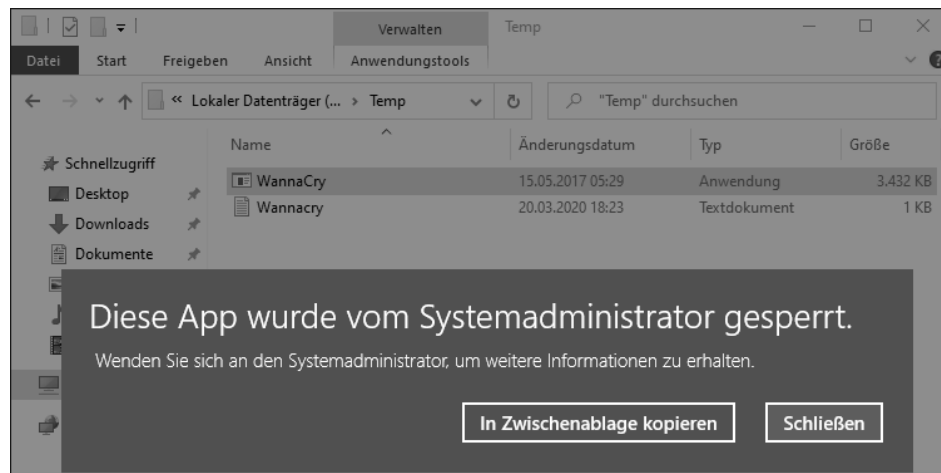 Verwalten
Temp
Datei Start Freigeben Ansicht Anwendungstools
« Lokaler Datenträger (... › Temp
"Temp" durchsuchen
Name Änderungsdatum Typ Größe
Schnellzugriff
WannaCry 15.05.2017 05:29 Anwendung 3.432 KB
Desktop
Wannacry 20.03.2020 18:23 Textdokument 1 KB
Downloads
Dokumente
Diese App wurde vom Systemadministrator gesperrt.
Wenden Sie sich an den Systemadministrator, um weitere Informationen zu erhalten.
In Zwischenablage kopieren Schließen